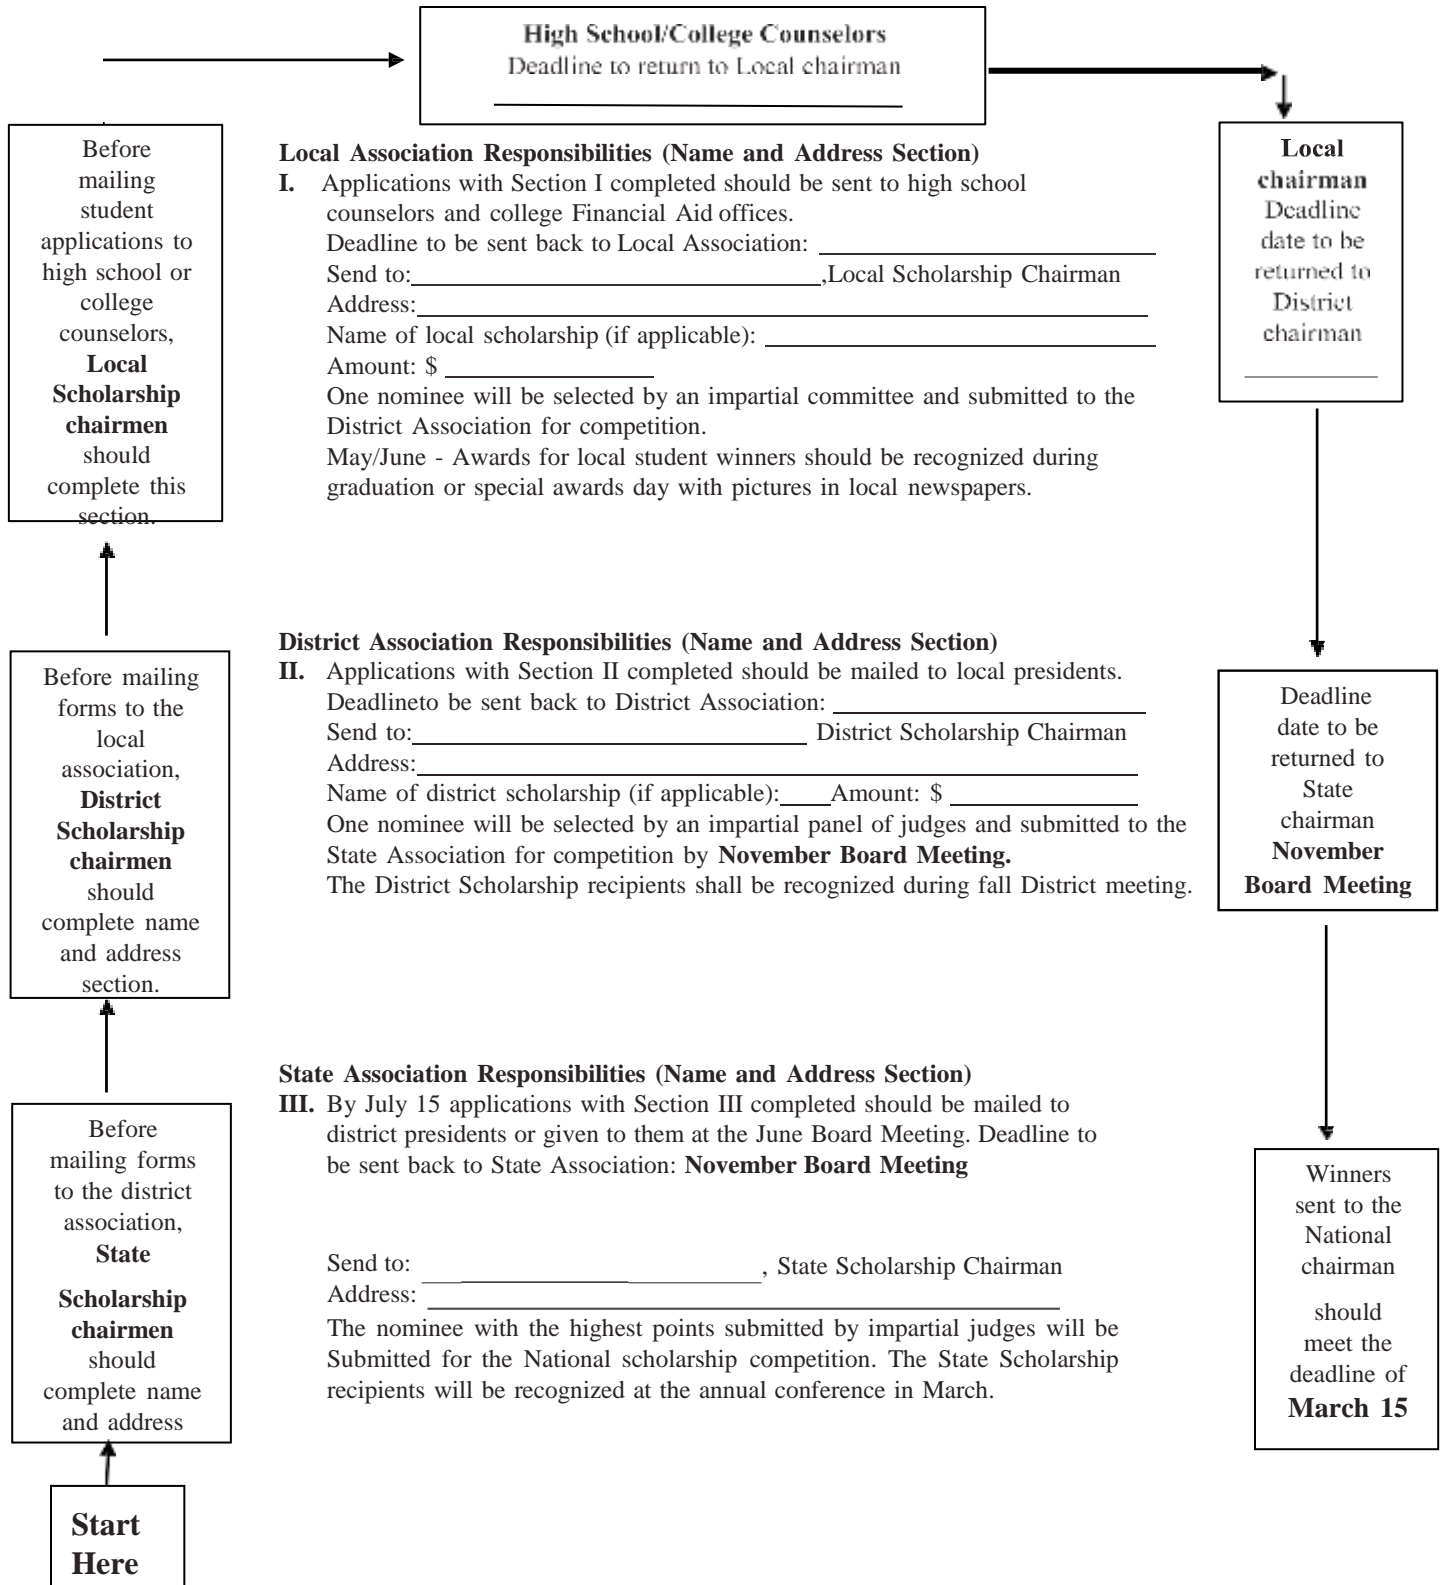 High School/College Counselors
Deadline to return to Local chairman
Before
mailing
student
applications to
high school or
college
counselors,
Local
Scholarship
chairmen
should
complete this
section.
Local Association Responsibilities (Name and Address Section)
I. Applications with Section I completed should be sent to high school
counselors and college Financial Aid offices.
Deadline to be sent back to Local Association:
Send to: ,Local Scholarship Chairman
Address:
Name of local scholarship (if applicable):
Amount: $
One nominee will be selected by an impartial committee and submitted to the
District Association for competition.
May/June - Awards for local student winners should be recognized during
graduation or special awards day with pictures in local newspapers.
Local
chairman
Deadline
date to be
returned to
District
chairman
Before mailing
forms to the
local
association,
District
Scholarship
chairmen
should
complete name
and address
section.
District Association Responsibilities (Name and Address Section)
II. Applications with Section II completed should be mailed to local presidents.
Deadlineto be sent back to District Association:
Send to: District Scholarship Chairman
Address:
Name of district scholarship (if applicable): Amount: $
One nominee will be selected by an impartial panel of judges and submitted to the
State Association for competition by November Board Meeting.
The District Scholarship recipients shall be recognized during fall District meeting.
Deadline
date to be
returned to
State
chairman
November
Board Meeting
Before
mailing forms
to the district
association,
State
Scholarship
chairmen
should
complete name
and address
State Association Responsibilities (Name and Address Section)
III. By July 15 applications with Section III completed should be mailed to
district presidents or given to them at the June Board Meeting. Deadline to
be sent back to State Association: November Board Meeting
Send to: , State Scholarship Chairman
Address:
The nominee with the highest points submitted by impartial judges will be
Submitted for the National scholarship competition. The State Scholarship
recipients will be recognized at the annual conference in March.
Winners
sent to the
National
chairman
should
meet the
deadline of
March 15
Start
Here